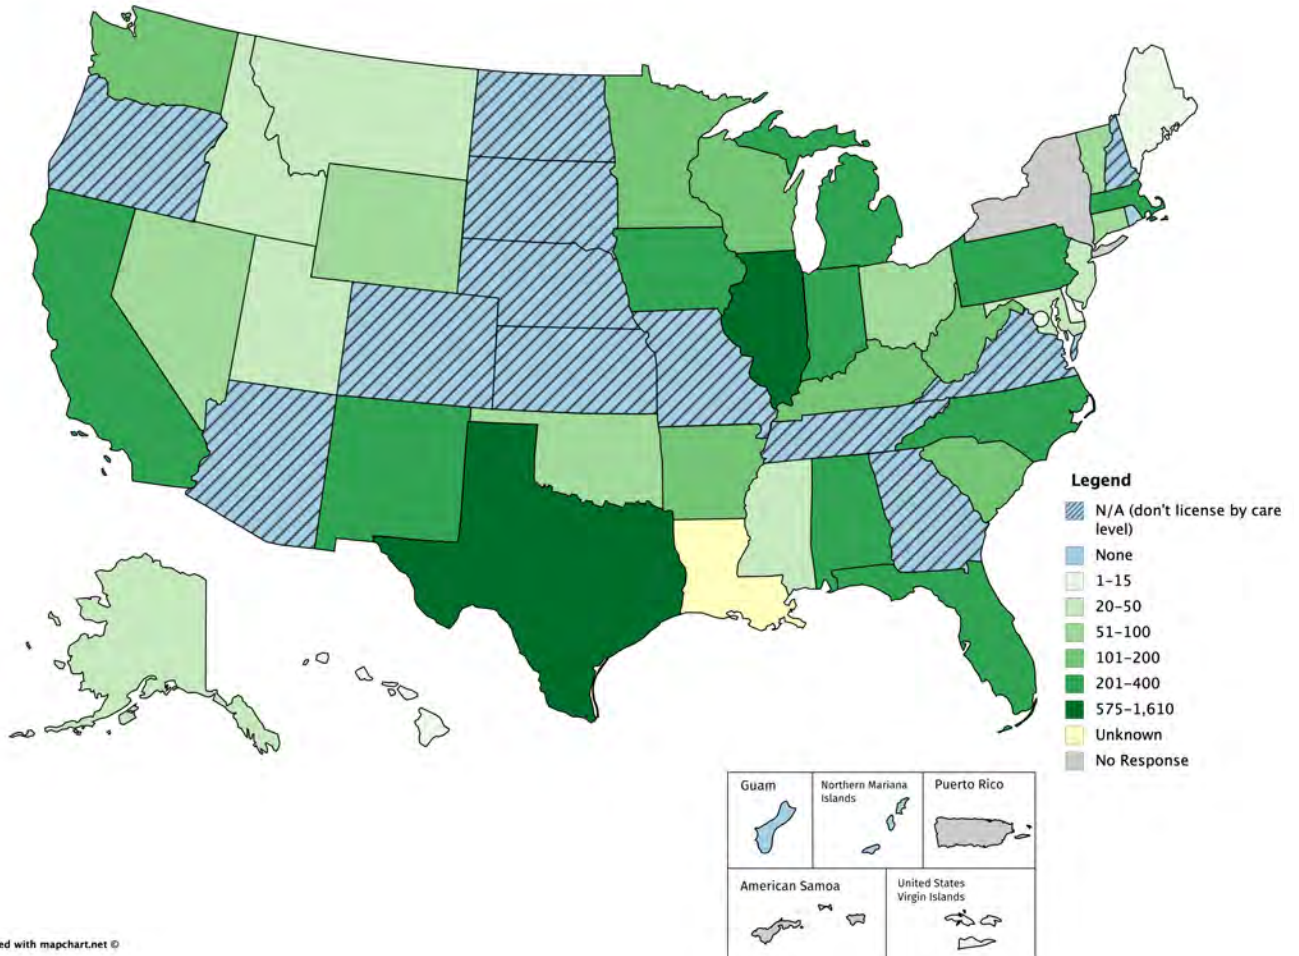 Legend
N/A (don't license by care
level)
None
1–15
20–50
51–100
101–200
201–400
575–1,610
Unknown
No Response
Guam
Northern Mariana
Islands
Puerto Rico
American Samoa
United States
Virgin Islands
ed with mapchart.net ©